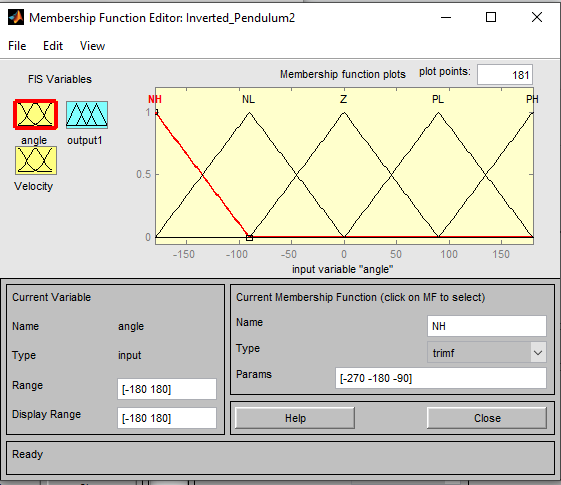 Membership Function Editor: Inverted_Pendulum2
File Edit View
FIS Variables
angle
output1
Velocity
Membership function plots
plot points:
181
NH NL Z PL PH
1
0.5
0
-150 -100 -50 0 50 100 150
input variable "angle"
Current Variable
Name angle
Type input
Range [-180 180]
Display Range [-180 180]
Current Membership Function (click on MF to select)
Name NH
Type trimf
Params [-270 -180 -90]
Help Close
Ready